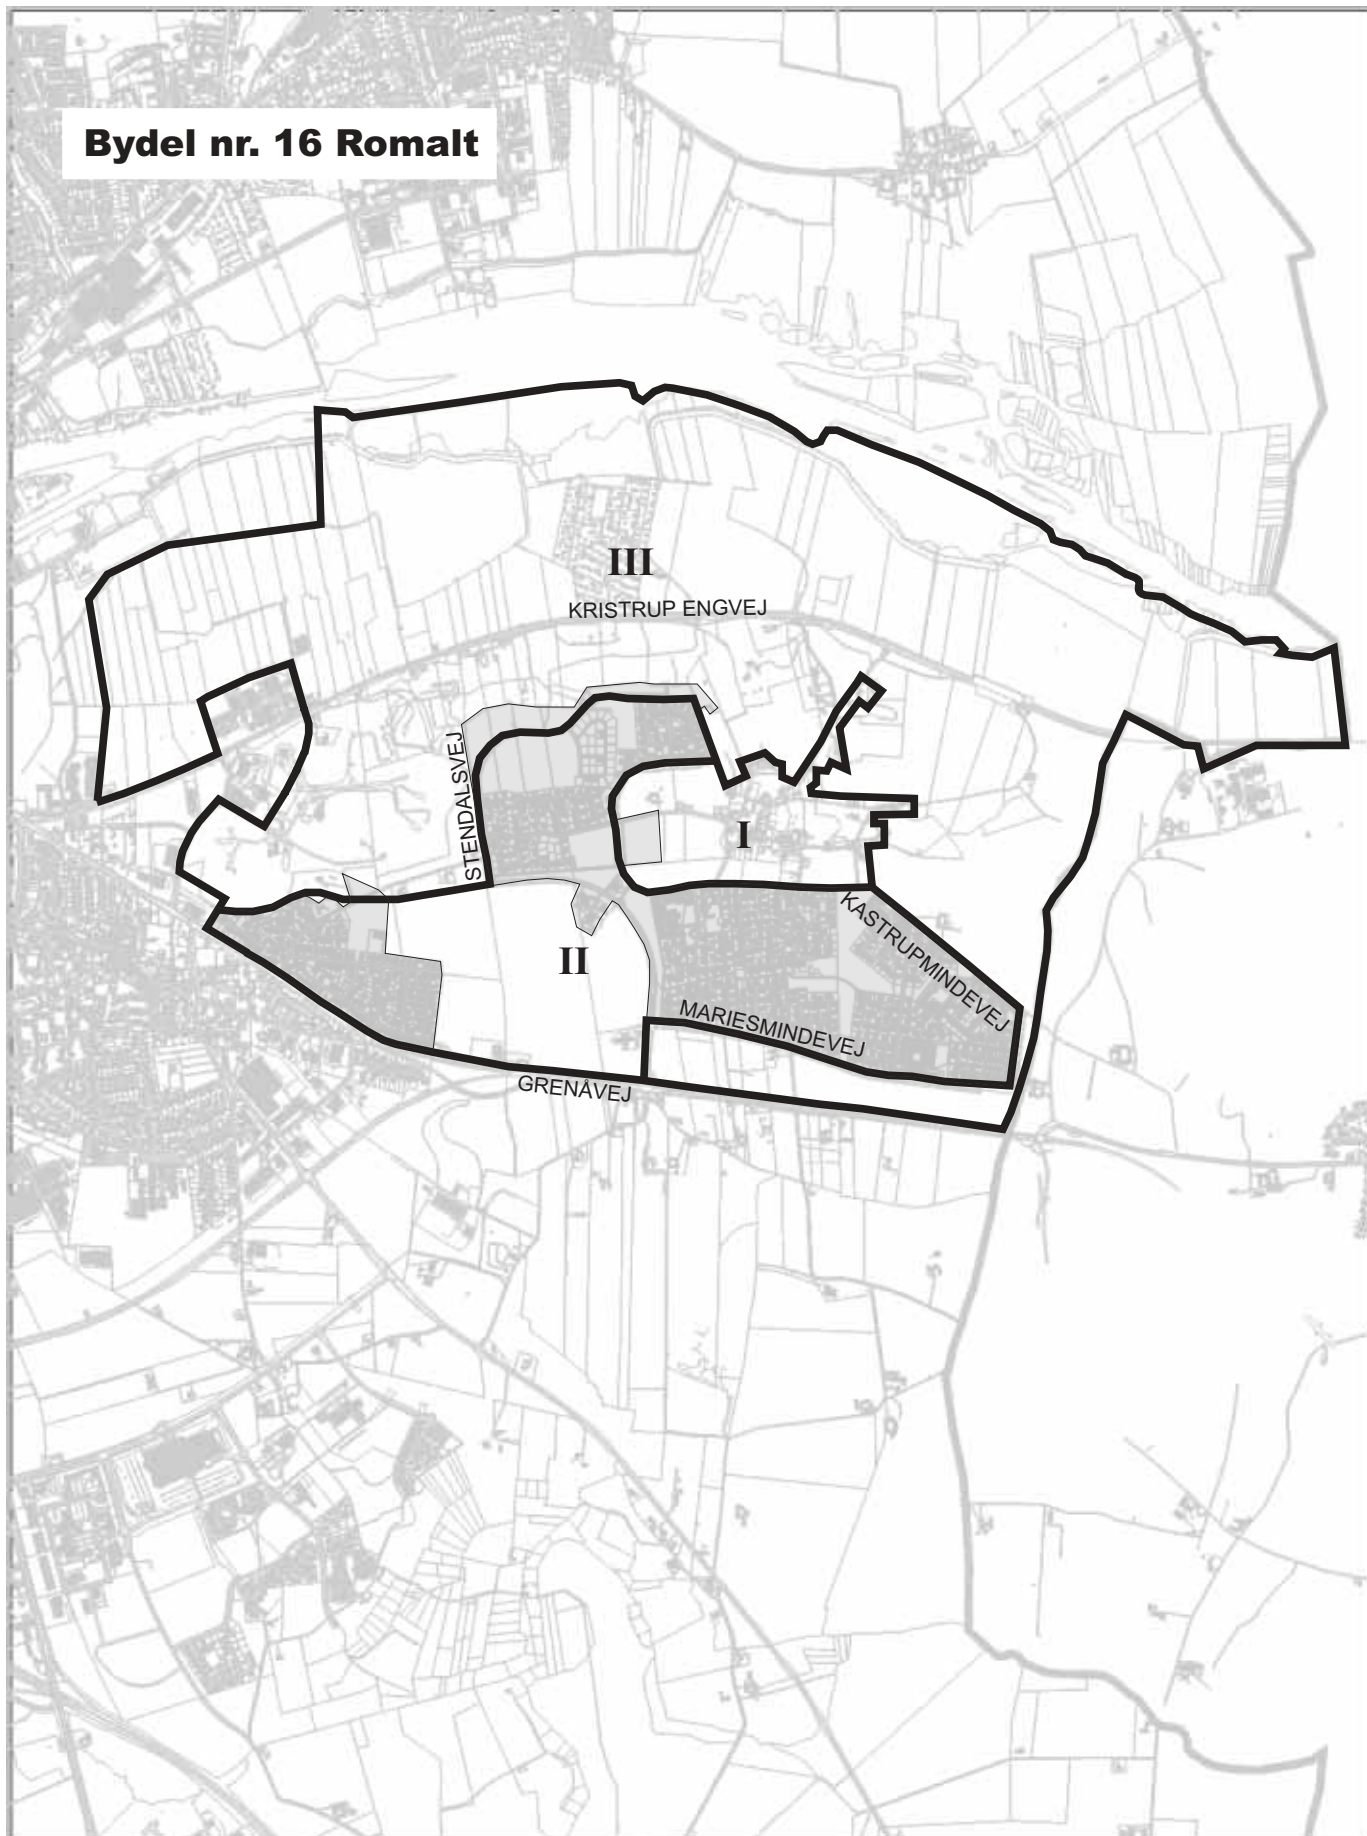 Bydel nr. 16 Romalt
III
KRISTRUP ENGVEJ
STENDALSVEJ
I
KASTRUPMINDEVEJ
II
MARIESMINDEVEJ
GRENÅVEJ